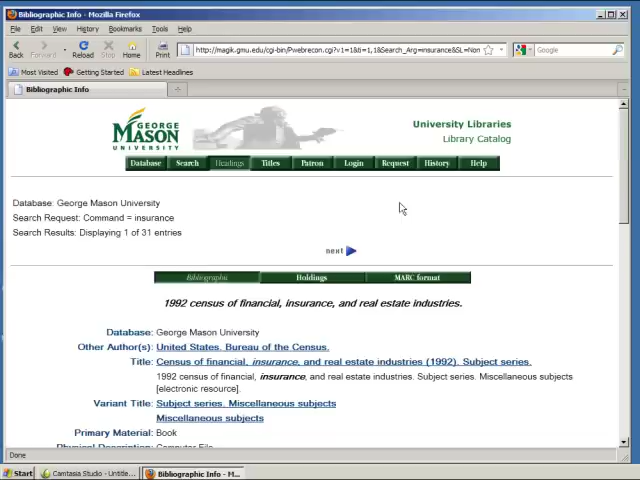 Bibliographic Info - Mozilla Firefox
File Edit View History Bookmarks Tools Help
Back Forward Reload Stop Home Print http://magik.gmu.edu/cgi-bin/Pwebrecon.cgi?v1=1&ti=1,1&Search_Arg=insurance&SL=Non Google
Most Visited Getting Started Latest Headlines
Bibliographic Info
GEORGE
MASON
UNIVERSITY
University Libraries
Library Catalog
Database Search Headings Titles Patron Login Request History Help
Database: George Mason University
Search Request: Command = insurance
Search Results: Displaying 1 of 31 entries
next
Bibliographic Holdings MARC format
1992 census of financial, insurance, and real estate industries.
Database: George Mason University
Other Author(s): United States. Bureau of the Census.
Title: Census of financial, insurance, and real estate industries (1992). Subject series.
1992 census of financial, insurance, and real estate industries. Subject series. Miscellaneous subjects
[electronic resource].
Variant Title: Subject series. Miscellaneous subjects
Miscellaneous subjects
Primary Material: Book
Physical Description: Computer File
Done
Start Camtasia Studio - Untitle... Bibliographic Info - M...